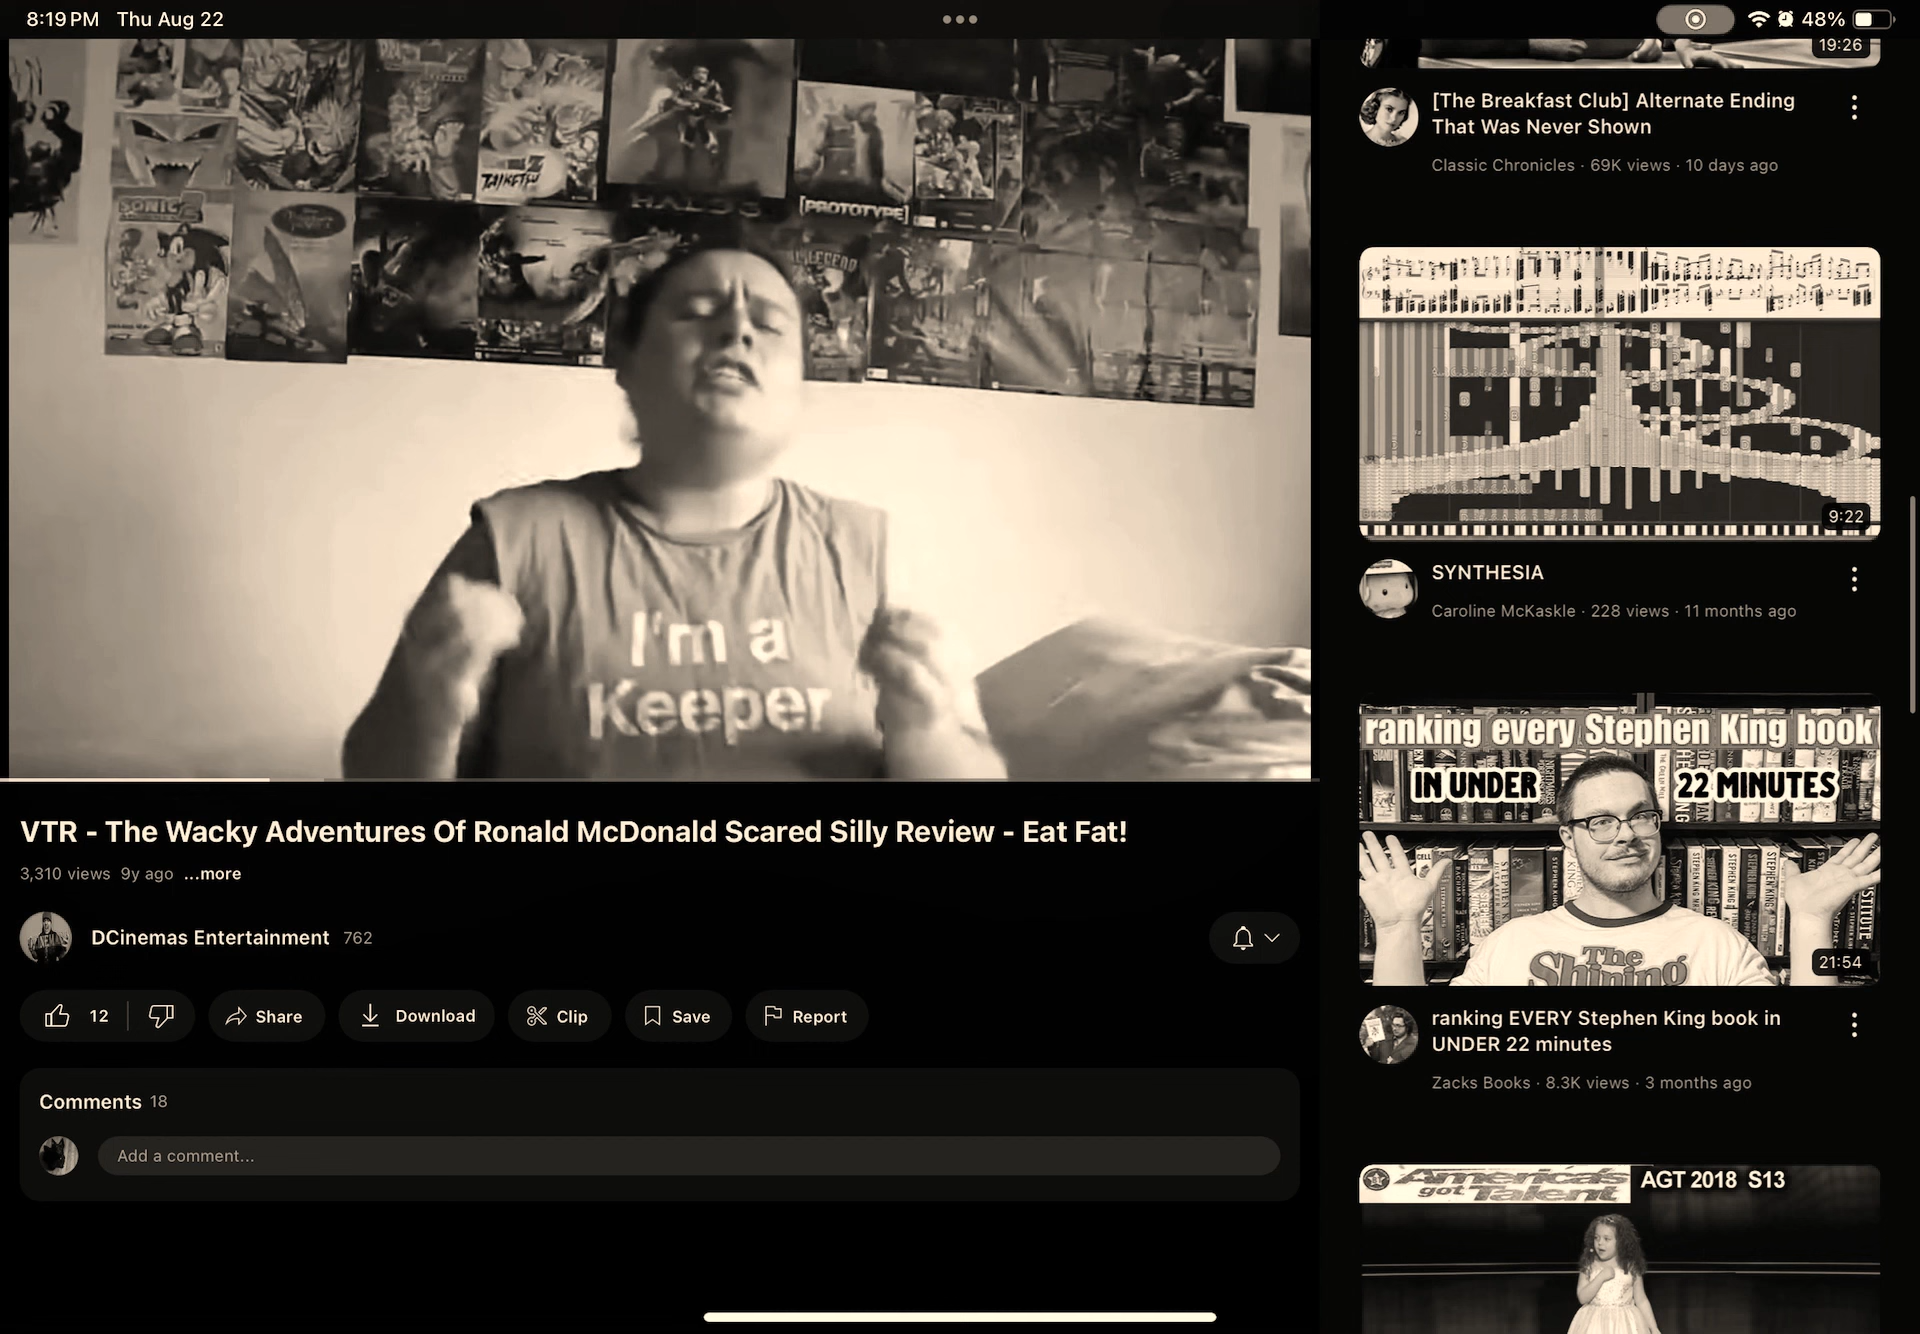 8:19 PM Thu Aug 22
48%
TAIKETSU
HALO 3
[PROTOTYPE]
SONIC
LEGEND
I'm a
Keeper
VTR - The Wacky Adventures Of Ronald McDonald Scared Silly Review - Eat Fat!
3,310 views 9y ago ...more
DCinemas Entertainment 762
12
Share
Download
Clip
Save
Report
Comments 18
Add a comment...
19:26
[The Breakfast Club] Alternate Ending
That Was Never Shown
Classic Chronicles · 69K views · 10 days ago
9:22
SYNTHESIA
Caroline McKaskle · 228 views · 11 months ago
ranking every Stephen King book
IN UNDER 22 MINUTES
The
Shining
21:54
ranking EVERY Stephen King book in
UNDER 22 minutes
Zacks Books · 8.3K views · 3 months ago
America's
got Talent
AGT 2018 S13